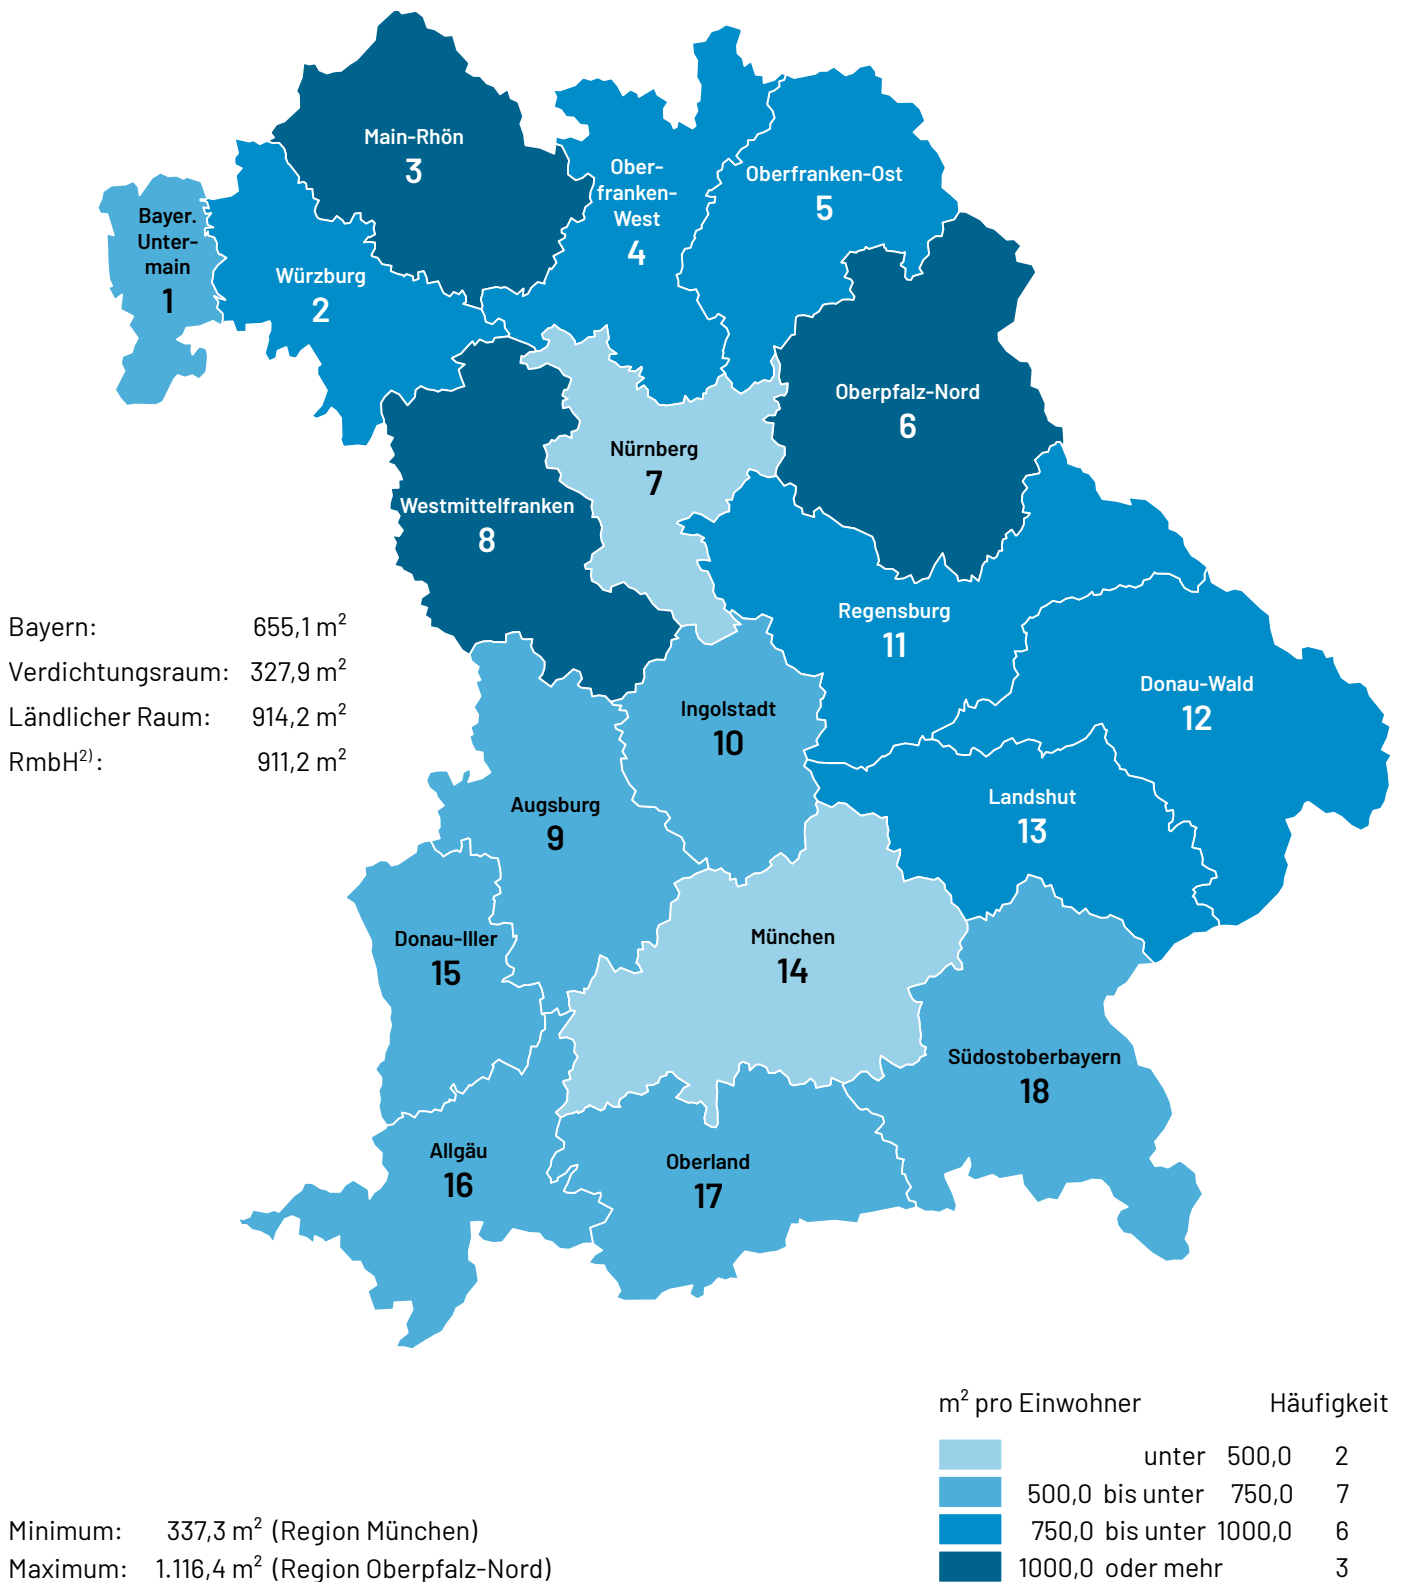 Main-Rhön
3
Ober-
franken-
West
4
Oberfranken-Ost
5
Bayer.
Unter-
main
1
Würzburg
2
Oberpfalz-Nord
6
Nürnberg
7
Westmittelfranken
8
Regensburg
11
Bayern: 655,1 m²
Verdichtungsraum: 327,9 m²
Ländlicher Raum: 914,2 m²
RmbH²⁾: 911,2 m²
Donau-Wald
12
Ingolstadt
10
Landshut
13
Augsburg
9
Donau-Iller
15
München
14
Südostoberbayern
18
Allgäu
16
Oberland
17
m² pro Einwohner Häufigkeit
unter 500,0 2
500,0 bis unter 750,0 7
750,0 bis unter 1000,0 6
1000,0 oder mehr 3
Minimum: 337,3 m² (Region München)
Maximum: 1.116,4 m² (Region Oberpfalz-Nord)